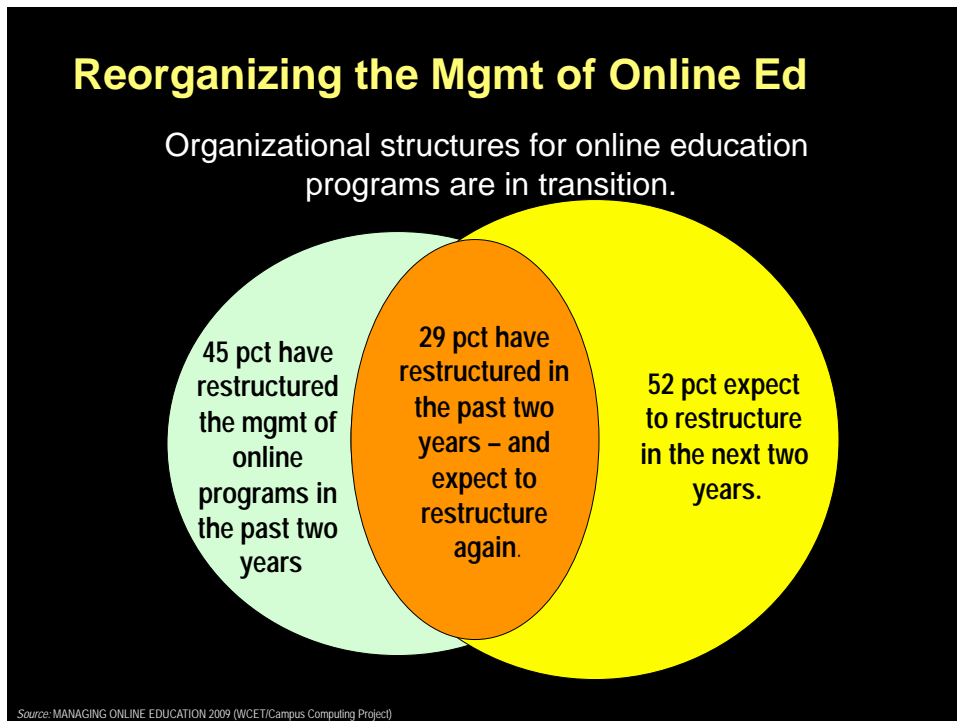 Reorganizing the Mgmt of Online Ed
Organizational structures for online education
programs are in transition.
45 pct have
restructured
the mgmt of
online
programs in
the past two
years
29 pct have
restructured in
the past two
years – and
expect to
restructure
again.
52 pct expect
to restructure
in the next two
years.
Source: MANAGING ONLINE EDUCATION 2009 (WCET/Campus Computing Project)